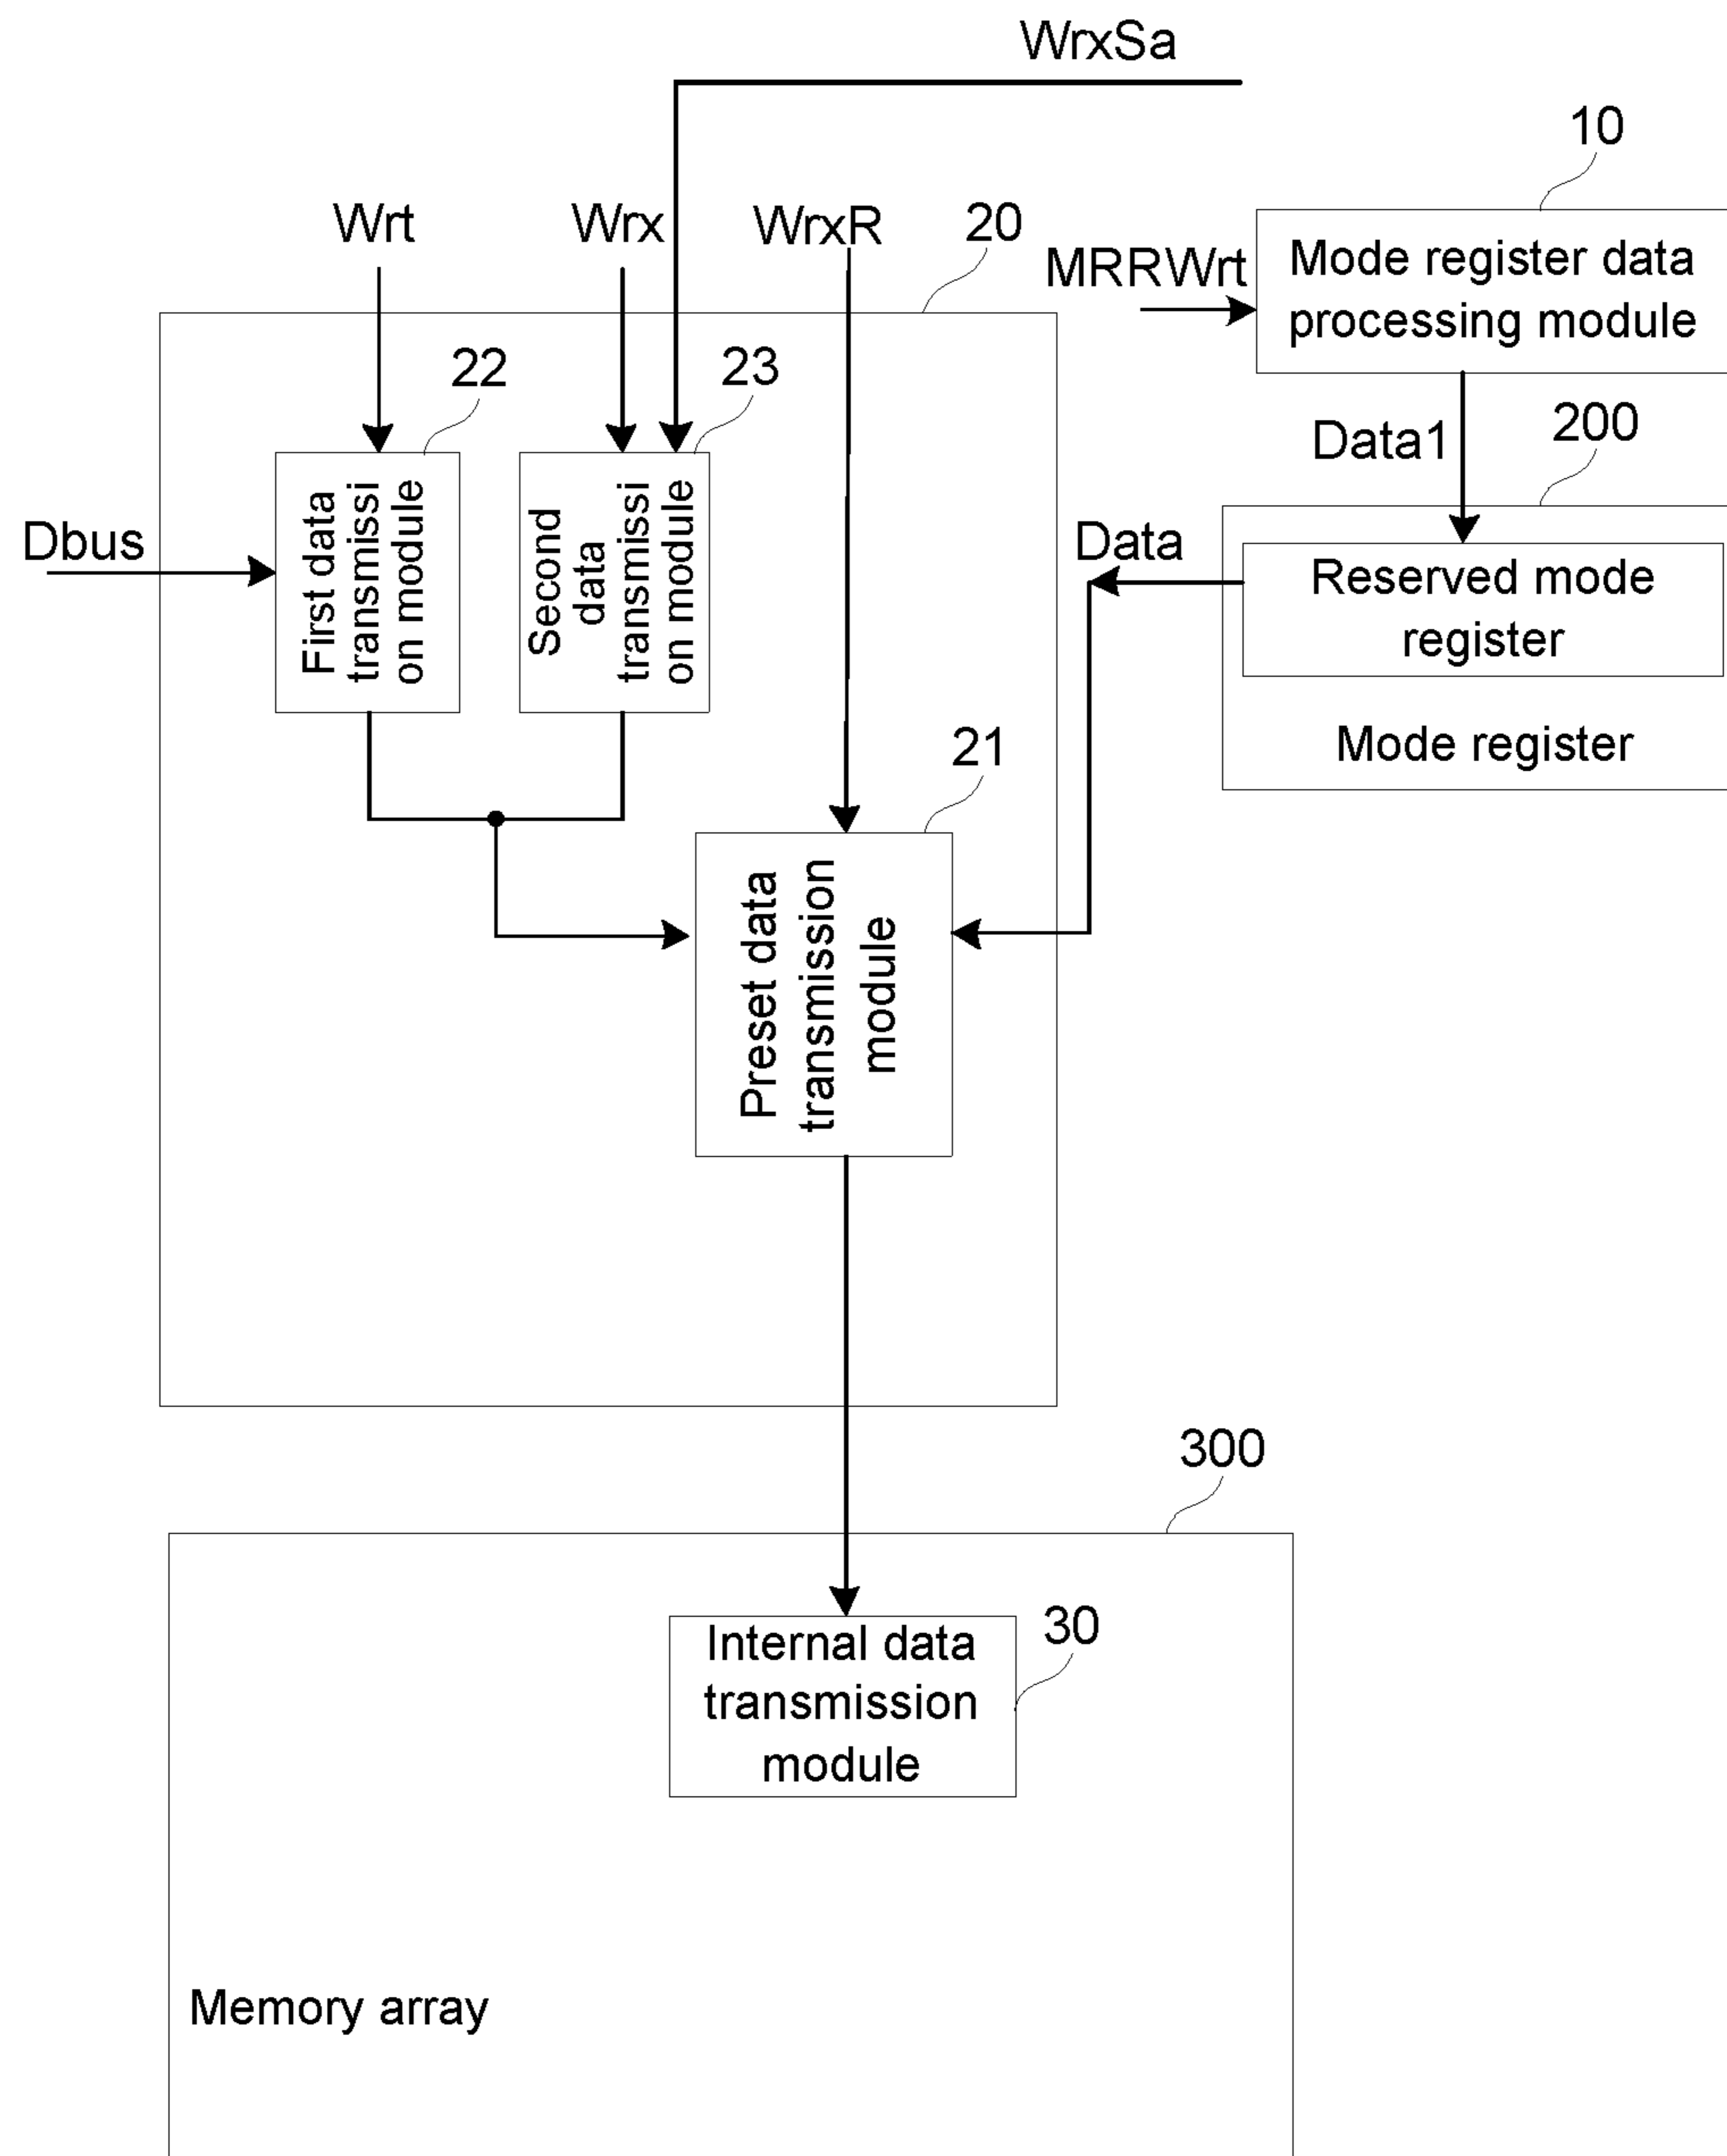 WrxSa
10
Wrt
Wrx
WrxR
20
MRRWrt
Mode register data
processing module
22
23
Data1
200
Dbus
First data
transmissi
on module
Second
data
transmissi
on module
Data
Reserved mode
register
Mode register
21
Preset data
transmission
module
300
Internal data
transmission
module
30
Memory array